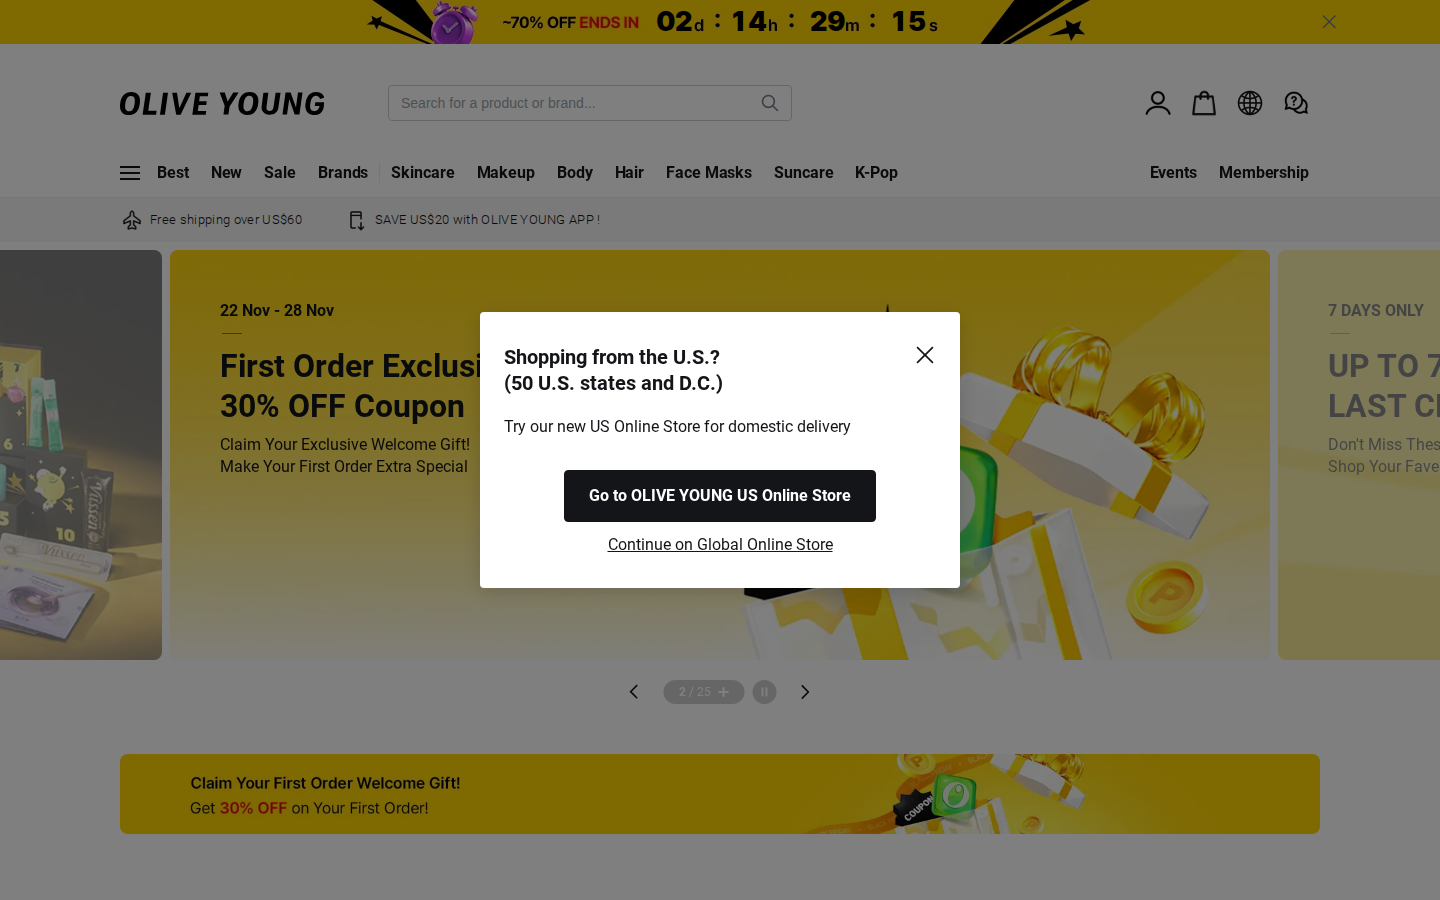 ~70% OFF ENDS IN 02d : 14h : 29m : 15s
OLIVE YOUNG
Search for a product or brand...
Best New Sale Brands Skincare Makeup Body Hair Face Masks Suncare K-Pop Events Membership
Free shipping over US$60
SAVE US$20 with OLIVE YOUNG APP !
22 Nov - 28 Nov
First Order Exclusi
30% OFF Coupon
Claim Your Exclusive Welcome Gift!
Make Your First Order Extra Special
Shopping from the U.S.?
(50 U.S. states and D.C.)
Try our new US Online Store for domestic delivery
Go to OLIVE YOUNG US Online Store
Continue on Global Online Store
7 DAYS ONLY
UP TO 7
LAST C
Don't Miss Thes
Shop Your Fave
6
10
Vussen
2 / 25
Claim Your First Order Welcome Gift!
Get 30% OFF on Your First Order!
COUPON